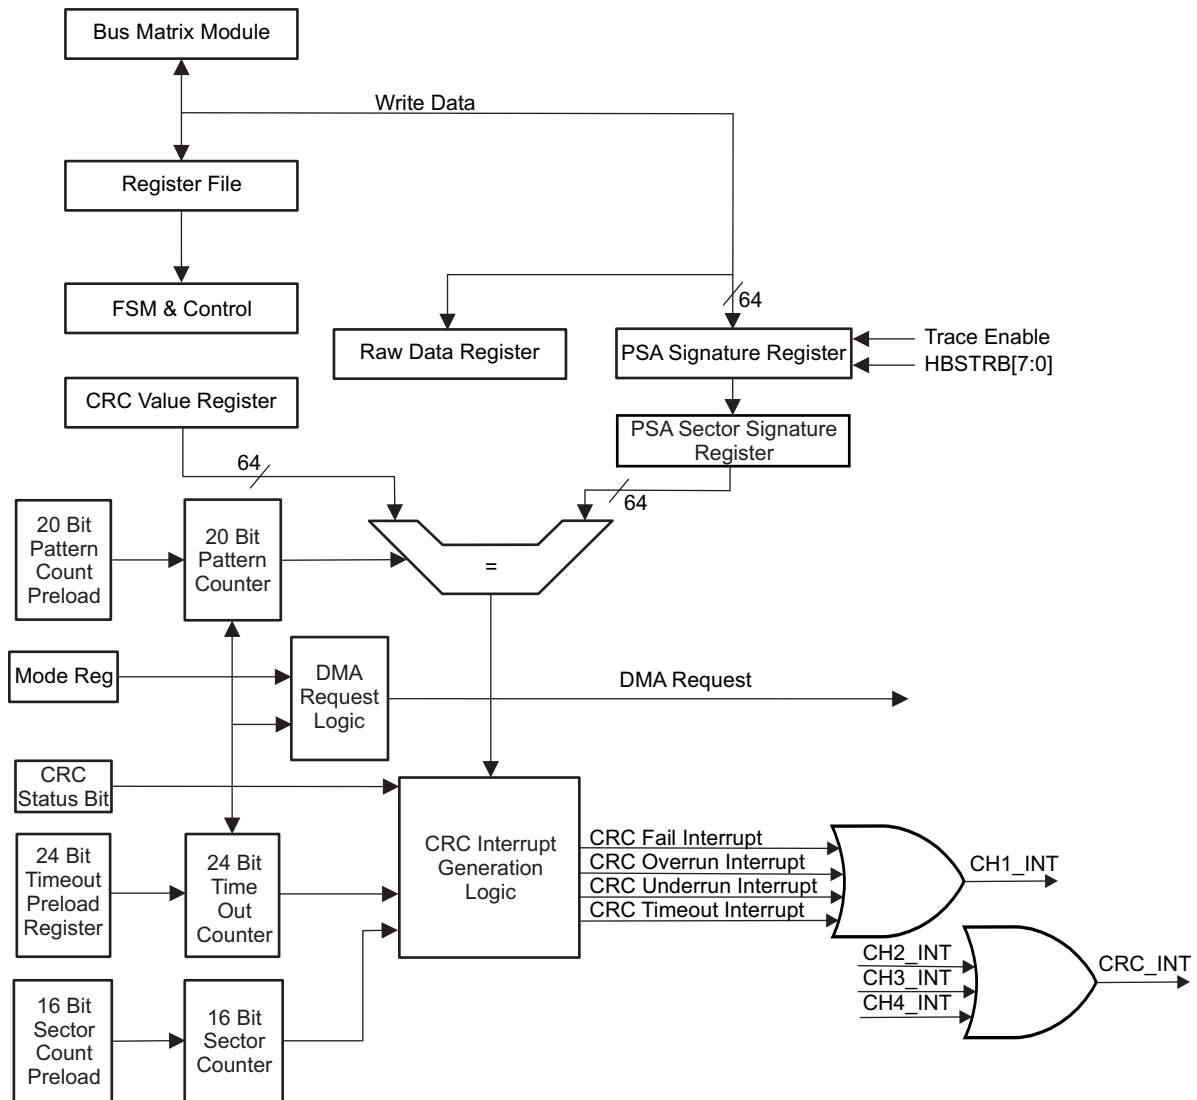 Bus Matrix Module
Write Data
Register File
FSM & Control
64
Raw Data Register
PSA Signature Register
Trace Enable
HBSTRB[7:0]
CRC Value Register
PSA Sector Signature
Register
64
64
20 Bit
Pattern
Count
Preload
20 Bit
Pattern
Counter
=
Mode Reg
DMA
Request
Logic
DMA Request
CRC
Status Bit
24 Bit
Timeout
Preload
Register
24 Bit
Time
Out
Counter
CRC Interrupt
Generation
Logic
CRC Fail Interrupt
CRC Overrun Interrupt
CRC Underrun Interrupt
CRC Timeout Interrupt
CH1_INT
CH2_INT
CH3_INT
CH4_INT
CRC_INT
16 Bit
Sector
Count
Preload
16 Bit
Sector
Counter